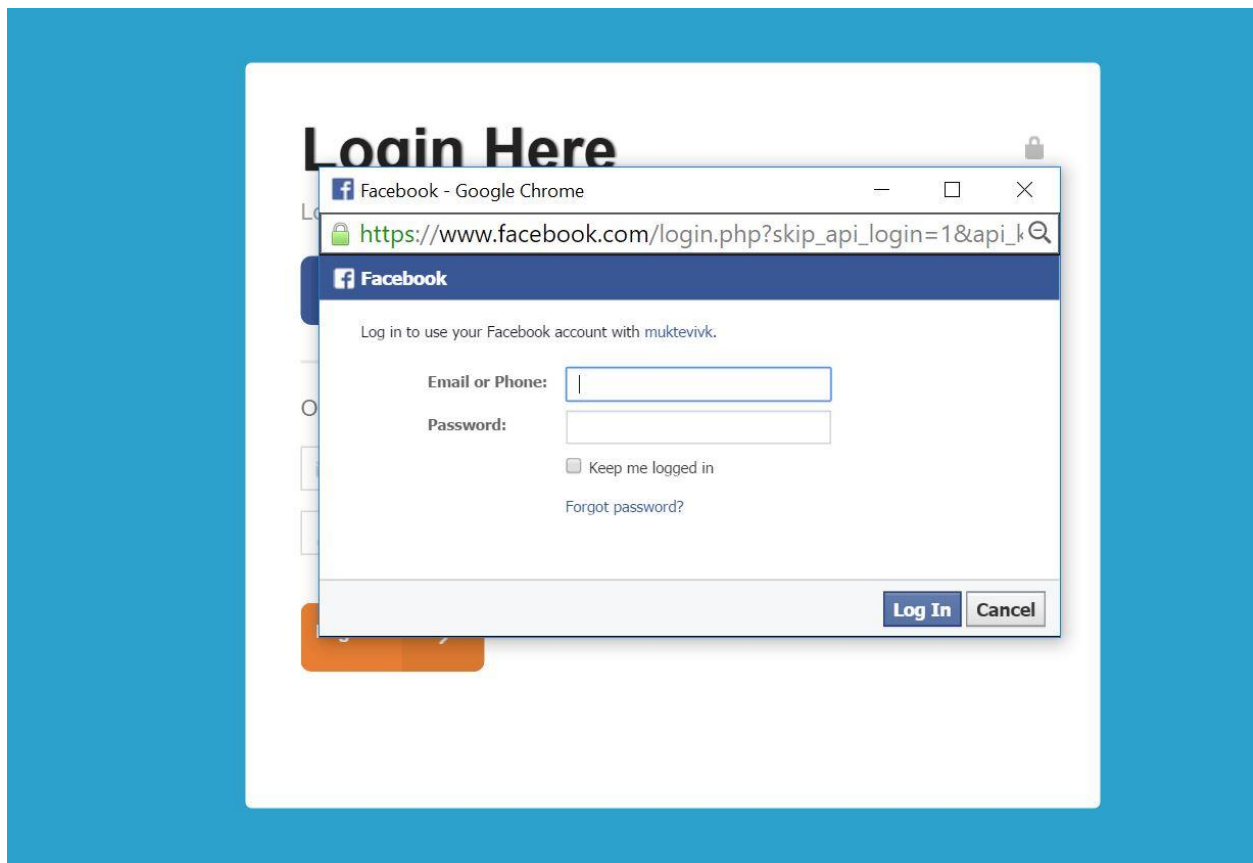 Login Here
Facebook - Google Chrome
https://www.facebook.com/login.php?skip_api_login=1&api_k
Facebook
Log in to use your Facebook account with muktevivk.
Email or Phone:
Password:
Keep me logged in
Forgot password?
Log In
Cancel